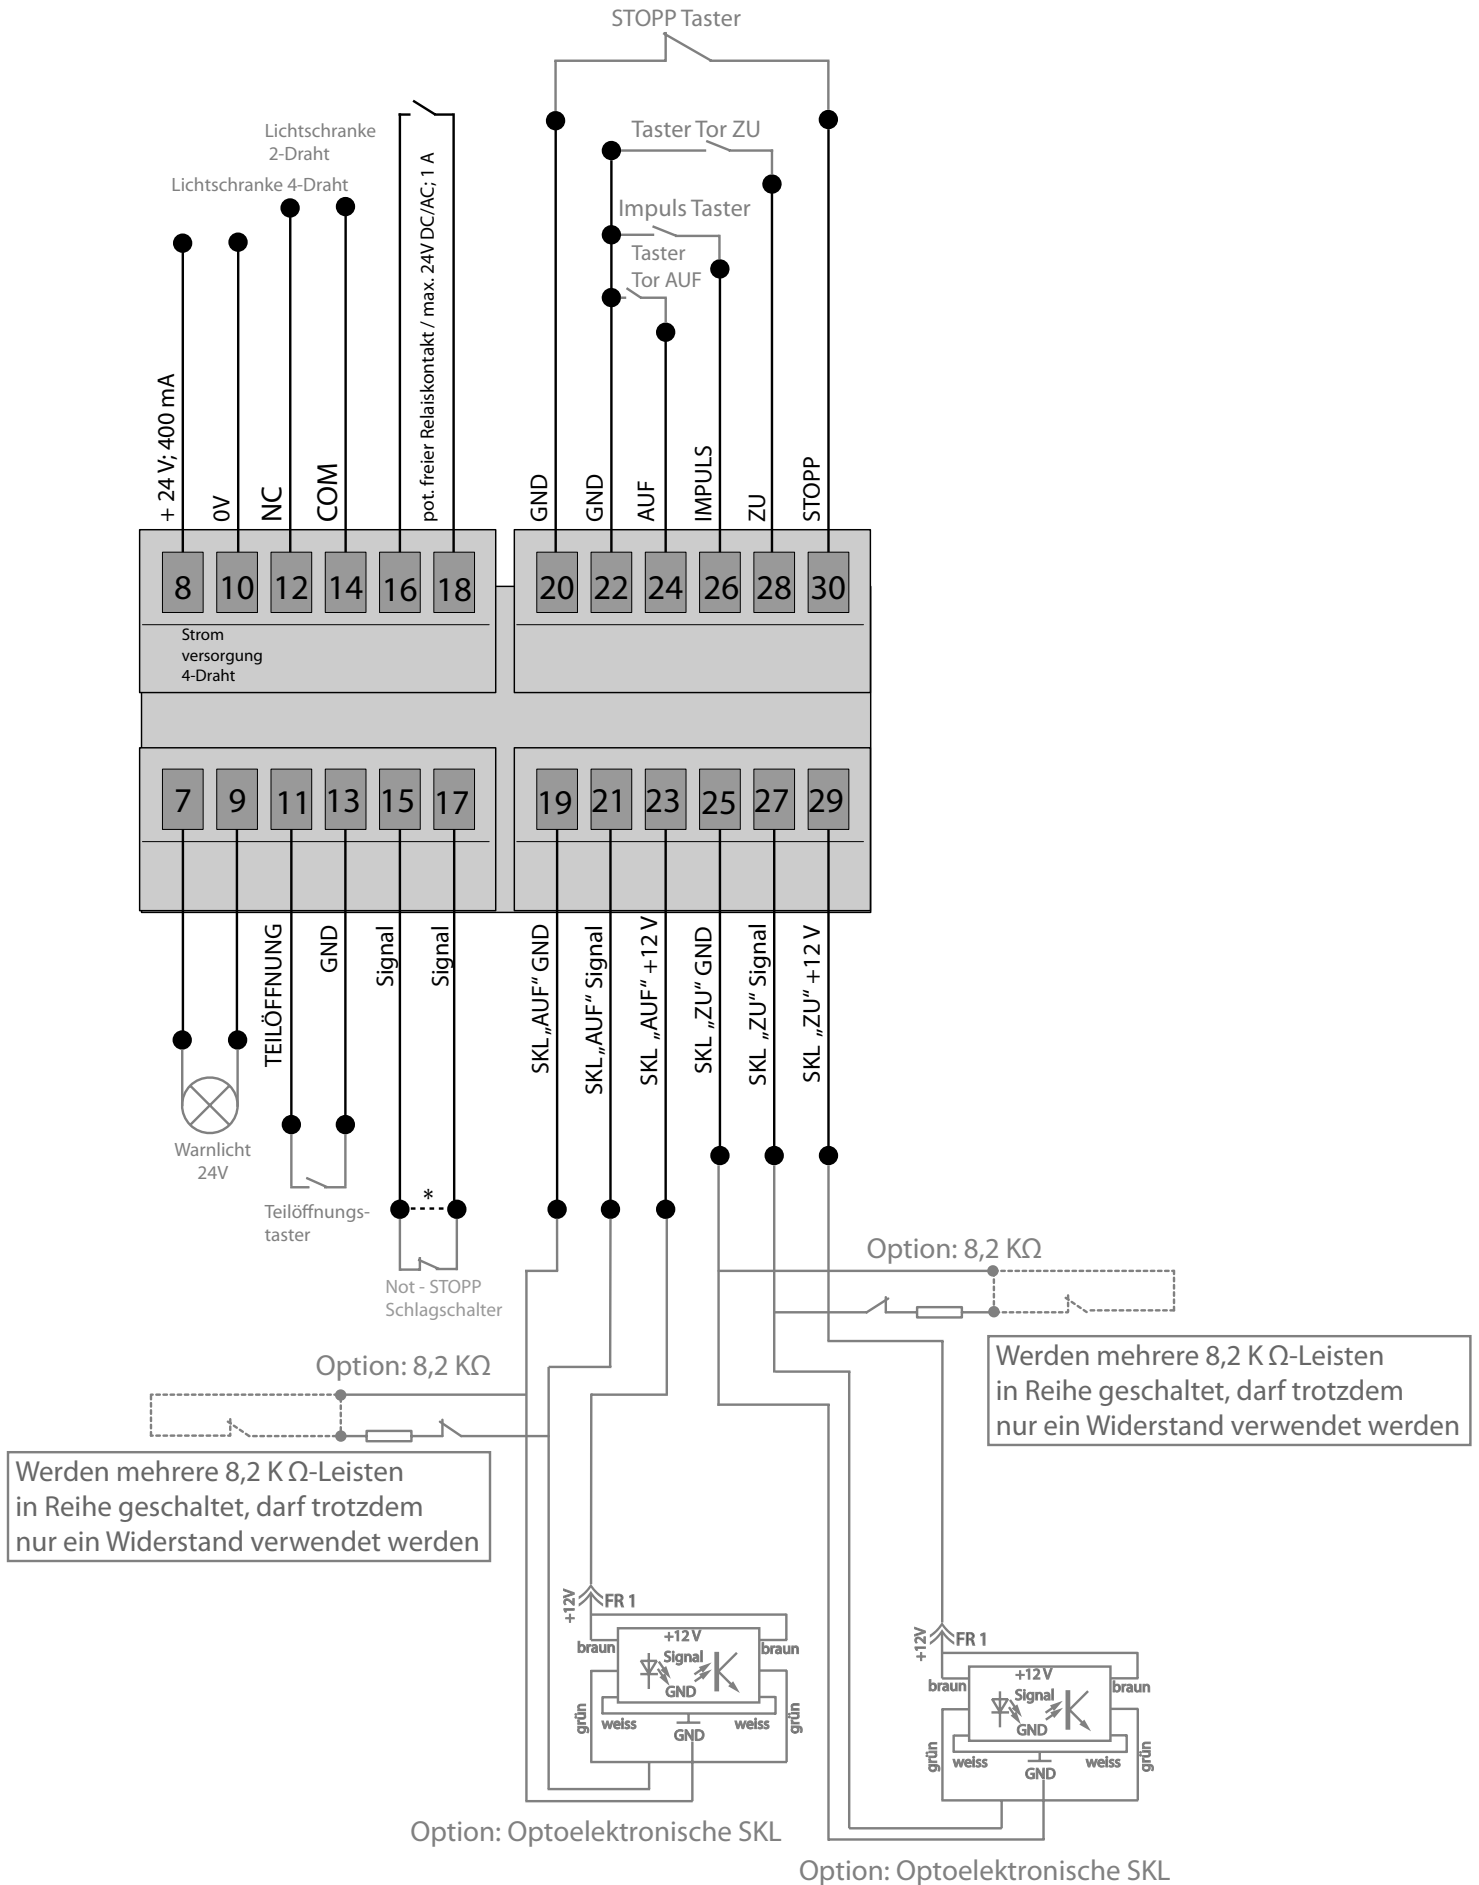 STOPP Taster
Taster Tor ZU
Lichtschranke
2-Draht
Lichtschranke 4-Draht
Impuls Taster
Taster
Tor AUF
+ 24 V; 400 mA
0V
NC
COM
pot. freier Relaiskontakt / max. 24V DC/AC; 1 A
GND
GND
AUF
IMPULS
ZU
STOPP
8 10 12 14 16 18 20 22 24 26 28 30
Strom
versorgung
4-Draht
7 9 11 13 15 17 19 21 23 25 27 29
TEILÖFFNUNG
GND
Signal
Signal
SKL „AUF“ GND
SKL „AUF“ Signal
SKL „AUF“ +12 V
SKL „ZU“ GND
SKL „ZU“ Signal
SKL „ZU“ +12 V
Warnlicht
24V
Teilöffnungs-
taster
*
Not - STOPP
Schlagschalter
Option: 8,2 KΩ
Werden mehrere 8,2 K Ω-Leisten
in Reihe geschaltet, darf trotzdem
nur ein Widerstand verwendet werden
Option: 8,2 KΩ
Werden mehrere 8,2 K Ω-Leisten
in Reihe geschaltet, darf trotzdem
nur ein Widerstand verwendet werden
+12V
FR 1
braun
+12 V
braun
Signal
GND
grün
weiss
GND
weiss
grün
Option: Optoelektronische SKL
+12V
FR 1
braun
+12 V
braun
Signal
GND
grün
weiss
GND
weiss
grün
Option: Optoelektronische SKL